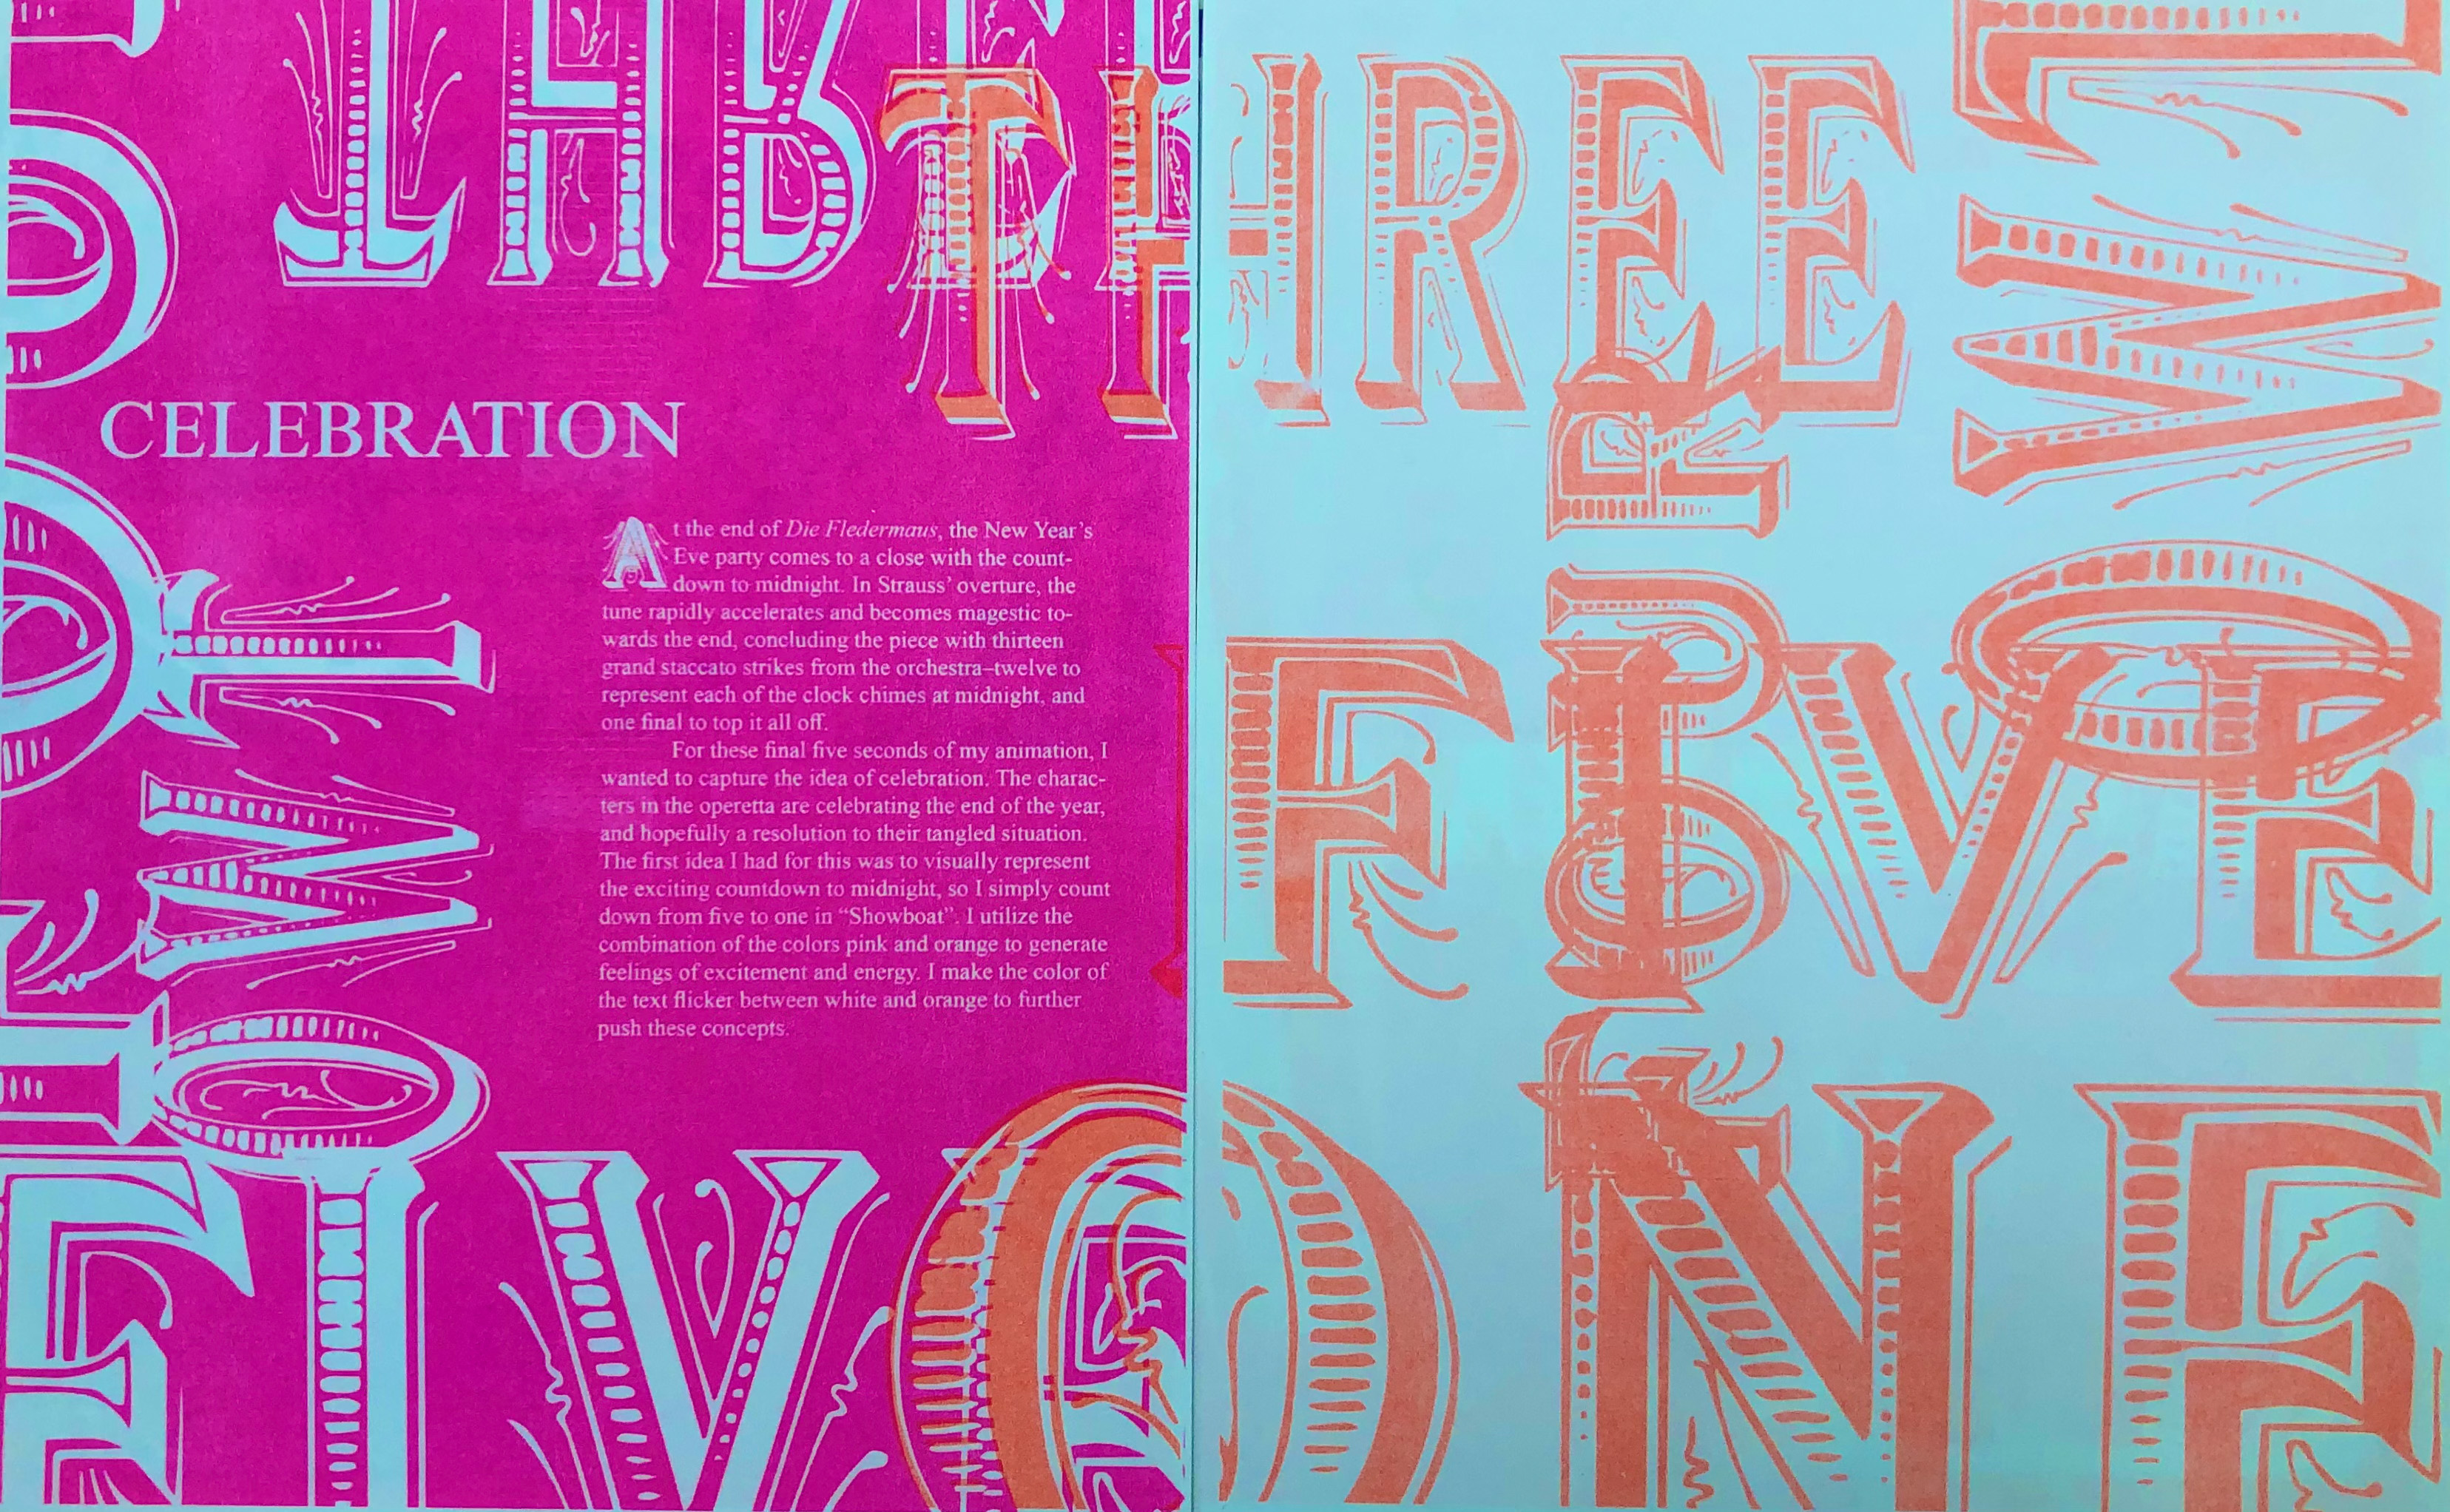 THREE
TWO
CELEBRATION
At the end of Die Fledermaus, the New Year's
Eve party comes to a close with the count-
down to midnight. In Strauss' overture, the
tune rapidly accelerates and becomes magestic to-
wards the end, concluding the piece with thirteen
grand staccato strikes from the orchestra–twelve to
represent each of the clock chimes at midnight, and
one final to top it all off.
For these final five seconds of my animation, I
wanted to capture the idea of celebration. The charac-
ters in the operetta are celebrating the end of the year,
and hopefully a resolution to their tangled situation.
The first idea I had for this was to visually represent
the exciting countdown to midnight, so I simply count
down from five to one in “Showboat”. I utilize the
combination of the colors pink and orange to generate
feelings of excitement and energy. I make the color of
the text flicker between white and orange to further
push these concepts.
TWO
FIVE
FIV
ONE